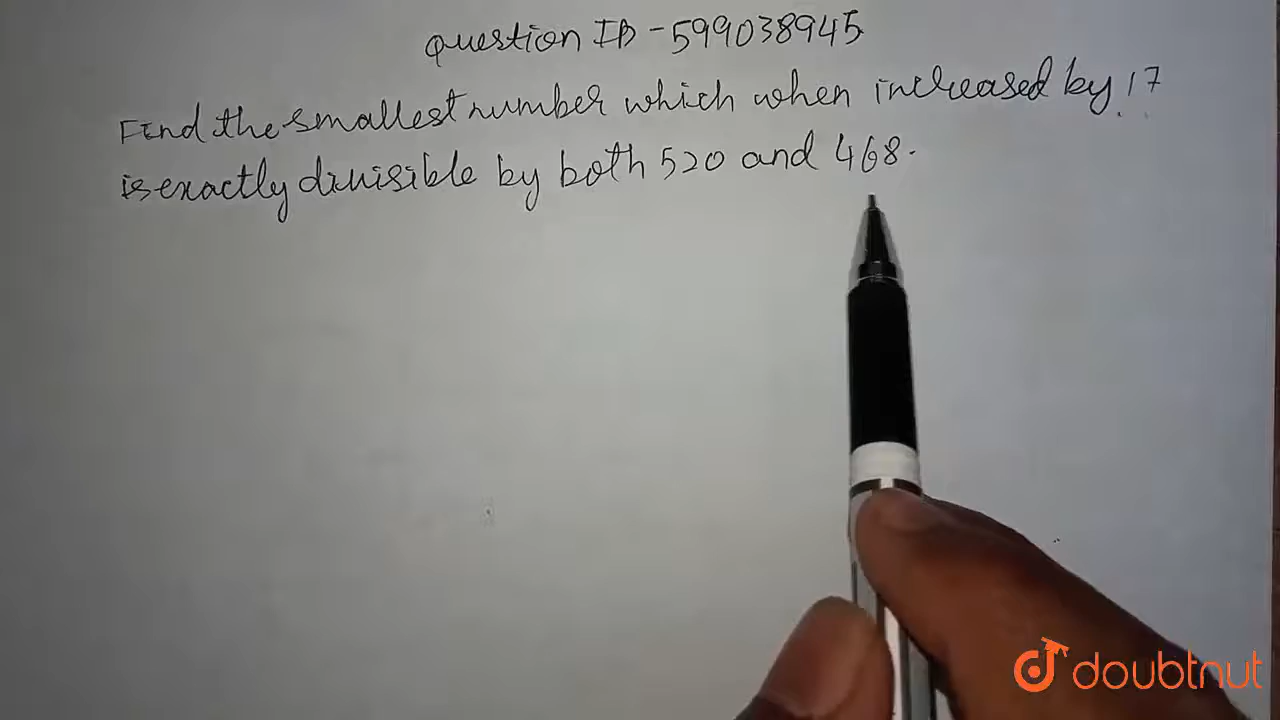 question ID - 599038945
Find the smallest number which when increased by 17
is exactly divisible by both 520 and 468.
doubtnut